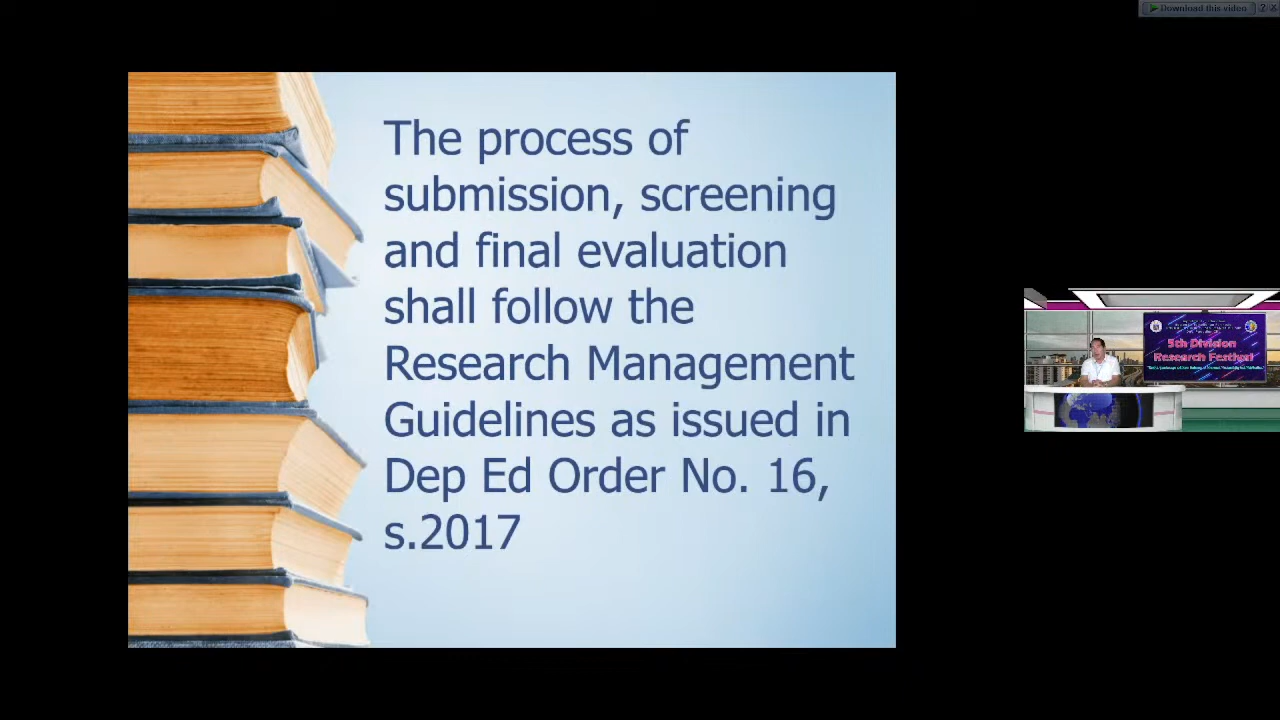 Download this video
The process of
submission, screening
and final evaluation
shall follow the
Research Management
Guidelines as issued in
Dep Ed Order No. 16,
s.2017
5th Division
Research Festival